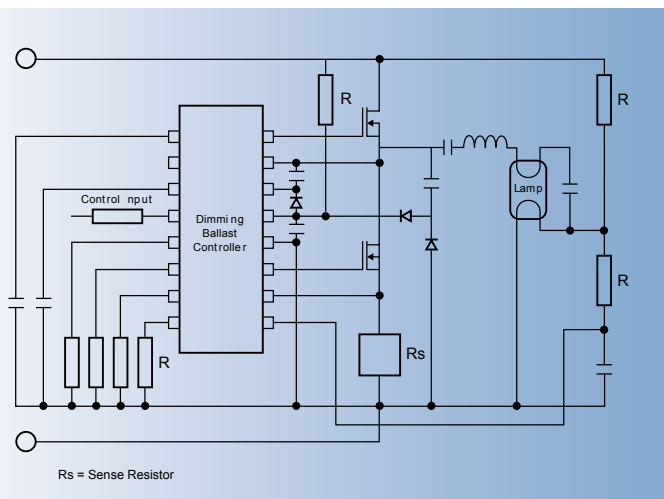 R
R
Control nput
Lamp
Dimming
Ballast
Controller
R
Rs
R
Rs = Sense Resistor